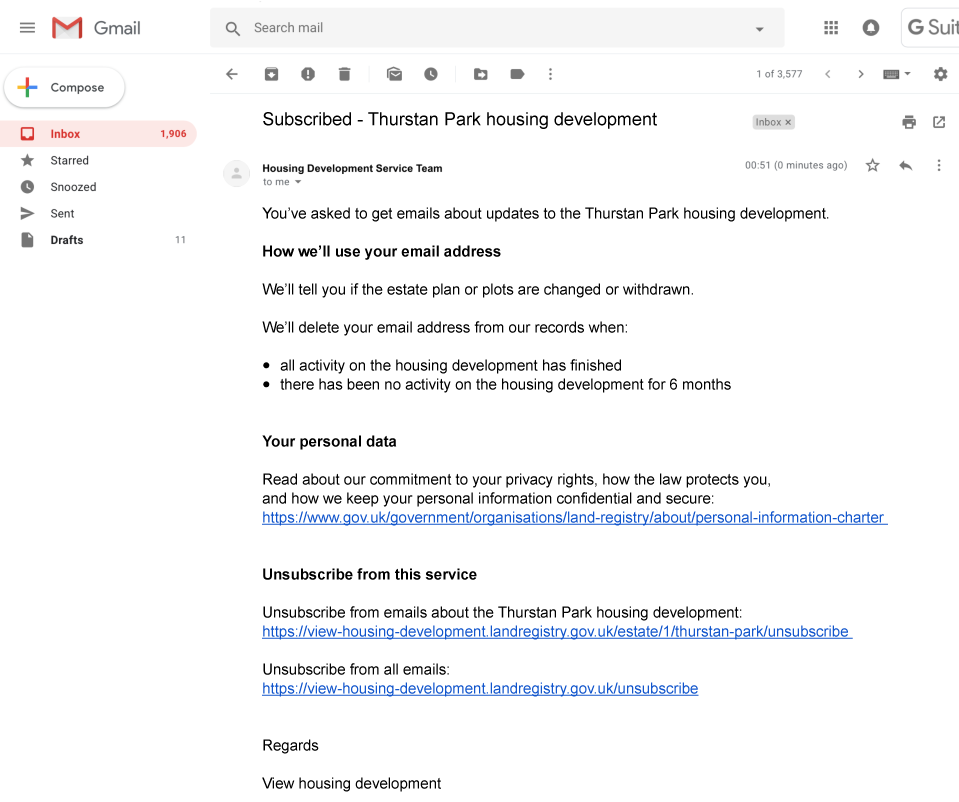 Gmail
Search mail
G Suit
Compose
1 of 3,577
Inbox 1,906
Starred
Snoozed
Sent
Drafts 11
Subscribed - Thurstan Park housing development
Inbox ×
Housing Development Service Team
00:51 (0 minutes ago)
to me
You've asked to get emails about updates to the Thurstan Park housing development.
How we'll use your email address
We'll tell you if the estate plan or plots are changed or withdrawn.
We'll delete your email address from our records when:
• all activity on the housing development has finished
• there has been no activity on the housing development for 6 months
Your personal data
Read about our commitment to your privacy rights, how the law protects you,
and how we keep your personal information confidential and secure:
https://www.gov.uk/government/organisations/land-registry/about/personal-information-charter
Unsubscribe from this service
Unsubscribe from emails about the Thurstan Park housing development:
https://view-housing-development.landregistry.gov.uk/estate/1/thurstan-park/unsubscribe
Unsubscribe from all emails:
https://view-housing-development.landregistry.gov.uk/unsubscribe
Regards
View housing development